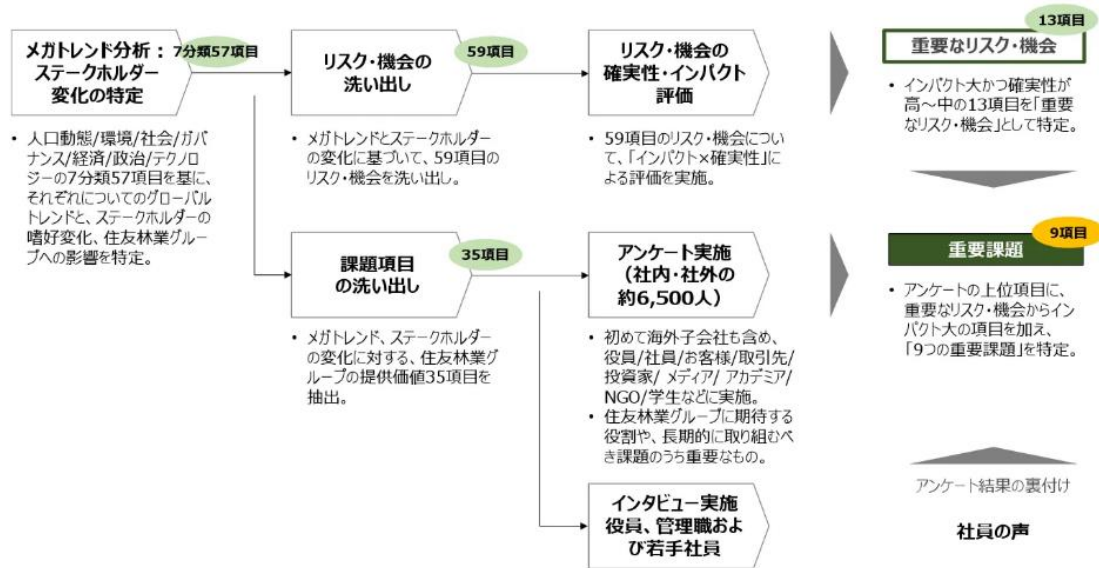 メガトレンド分析：
ステークホルダー
変化の特定
7分類57項目
• 人口動態/環境/社会/ガバ
ナンス/経済/政治/テクノロ
ジーの7分類57項目を基に、
それぞれについてのグローバル
トレンドと、ステークホルダーの
嗜好変化、住友林業グルー
プへの影響を特定。
リスク・機会の
洗い出し
59項目
• メガトレンドとステークホルダー
の変化に基づいて、59項目の
リスク・機会を洗い出し。
リスク・機会の
確実性・インパクト
評価
• 59項目のリスク・機会につい
て、「インパクト×確実性」に
よる評価を実施。
13項目
重要なリスク・機会
• インパクト大かつ確実性が
高～中の13項目を「重要
なリスク・機会」として特定。
課題項目
の洗い出し
35項目
• メガトレンド、ステークホルダー
の変化に対する、住友林業グ
ループの提供価値35項目を
抽出。
アンケート実施
（社内・社外の
約6,500人）
• 初めて海外子会社も含め、
役員/社員/お客様/取引先/
投資家/ メディア/ アカデミア/
NGO/学生などに実施。
• 住友林業グループに期待する
役割や、長期的に取り組むべ
き課題のうち重要なもの。
9項目
重要課題
• アンケートの上位項目に、
重要なリスク・機会からイン
パクト大の項目を加え、
「9つの重要課題」を特定。
インタビュー実施
役員、管理職およ
び若手社員
アンケート結果の裏付け
社員の声